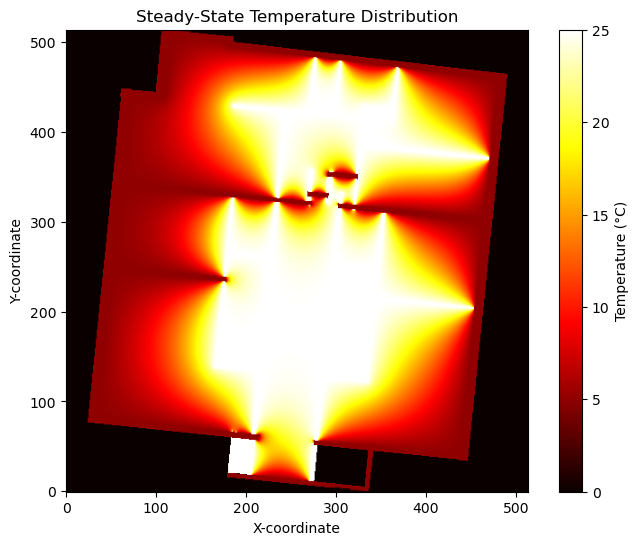 Steady-State Temperature Distribution
500
400
300
200
100
0
Y-coordinate
0 100 200 300 400 500
X-coordinate
25
20
15
10
5
0
Temperature (°C)